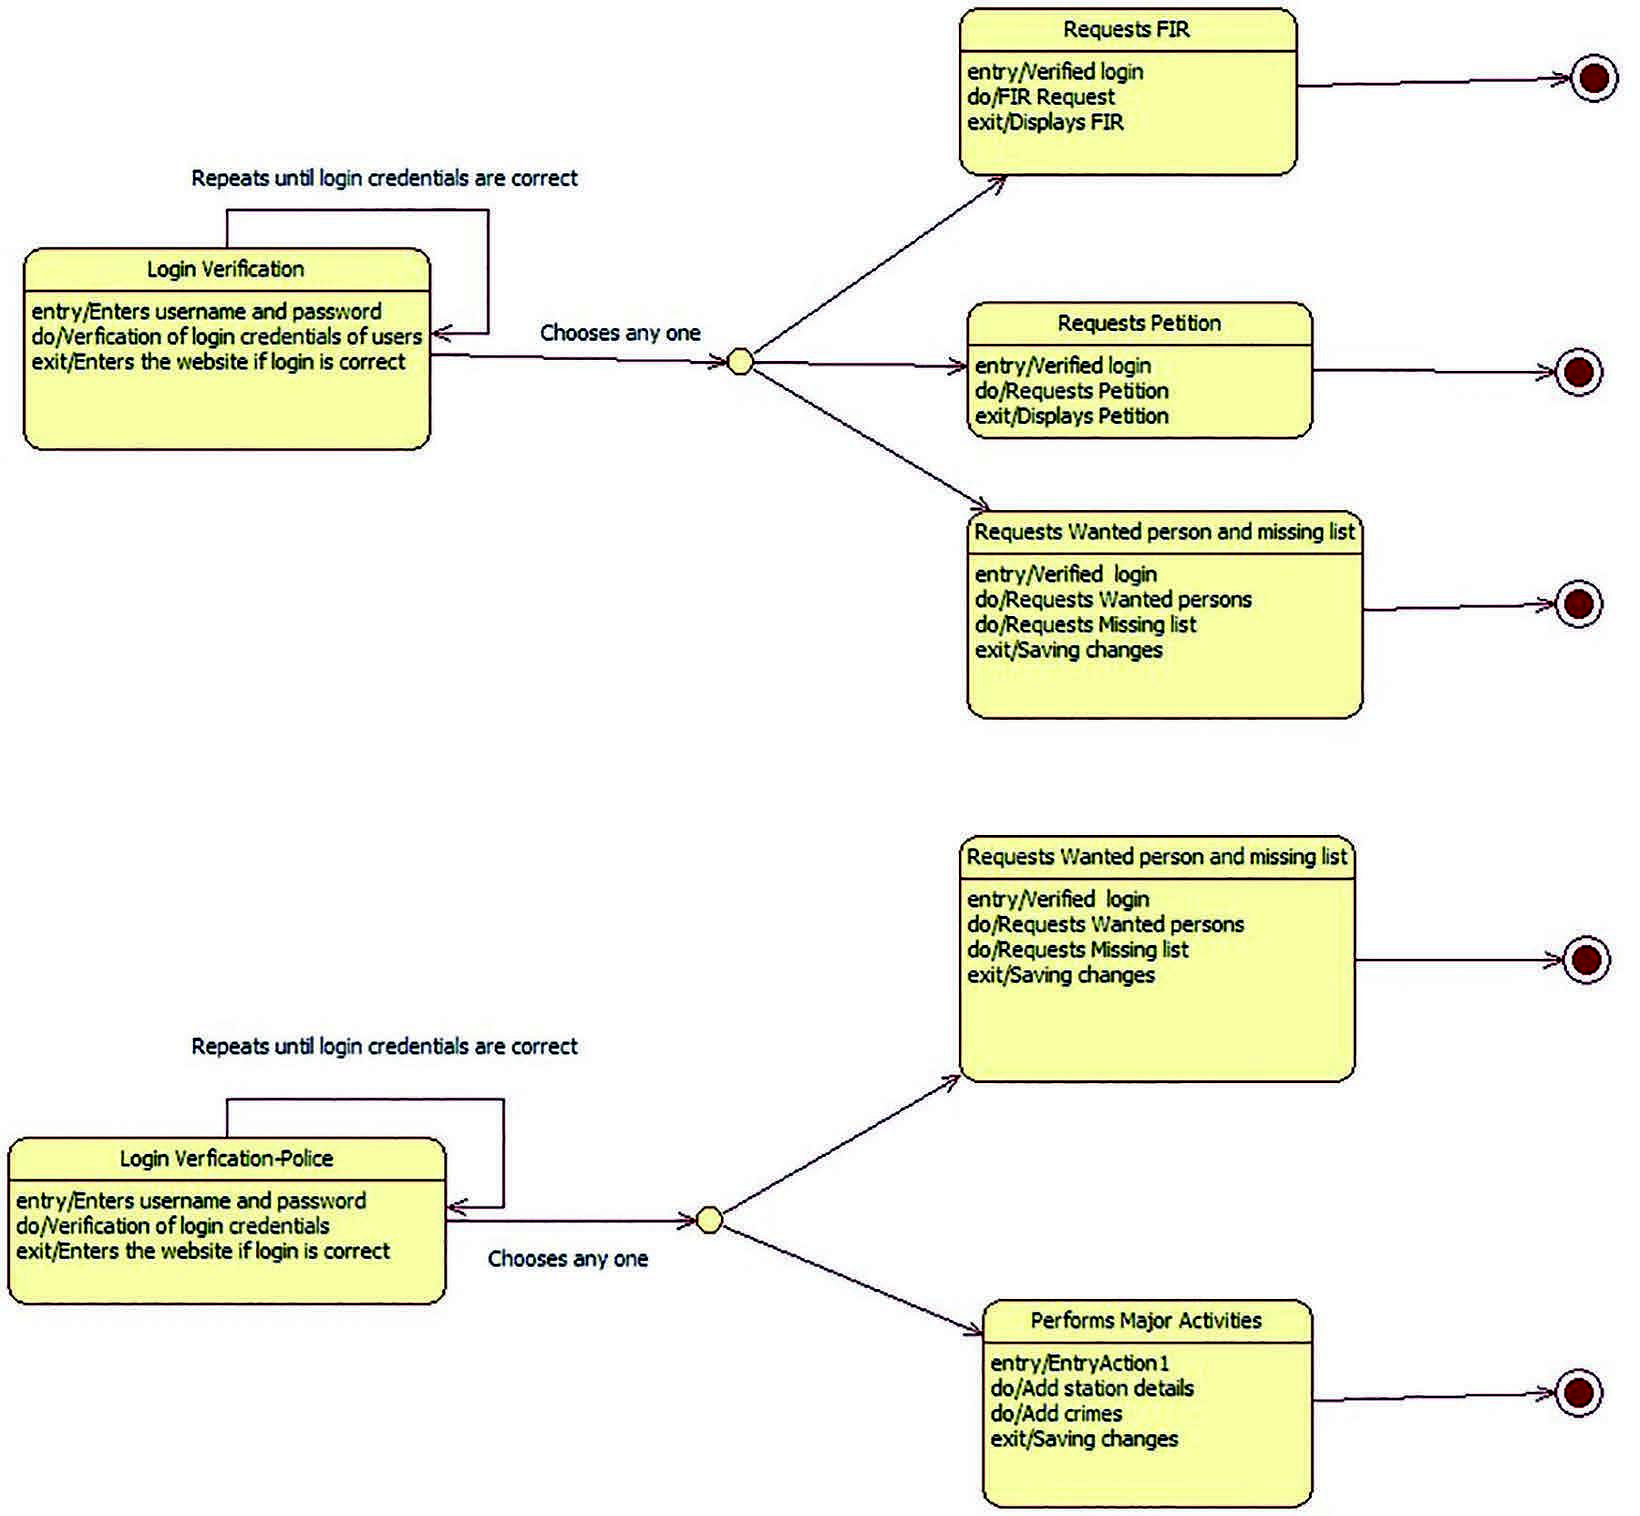 Requests FIR
entry/Verified login
do/FIR Request
exit/Displays FIR
Repeats until login credentials are correct
Login Verification
entry/Enters username and password
do/Verfication of login credentials of users
exit/Enters the website if login is correct
Chooses any one
Requests Petition
entry/Verified login
do/Requests Petition
exit/Displays Petition
Requests Wanted person and missing list
entry/Verified  login
do/Requests Wanted persons
do/Requests Missing list
exit/Saving changes
Requests Wanted person and missing list
entry/Verified  login
do/Requests Wanted persons
do/Requests Missing list
exit/Saving changes
Repeats until login credentials are correct
Login Verfication-Police
entry/Enters username and password
do/Verification of login credentials
exit/Enters the website if login is correct
Chooses any one
Performs Major Activities
entry/EntryAction1
do/Add station details
do/Add crimes
exit/Saving changes